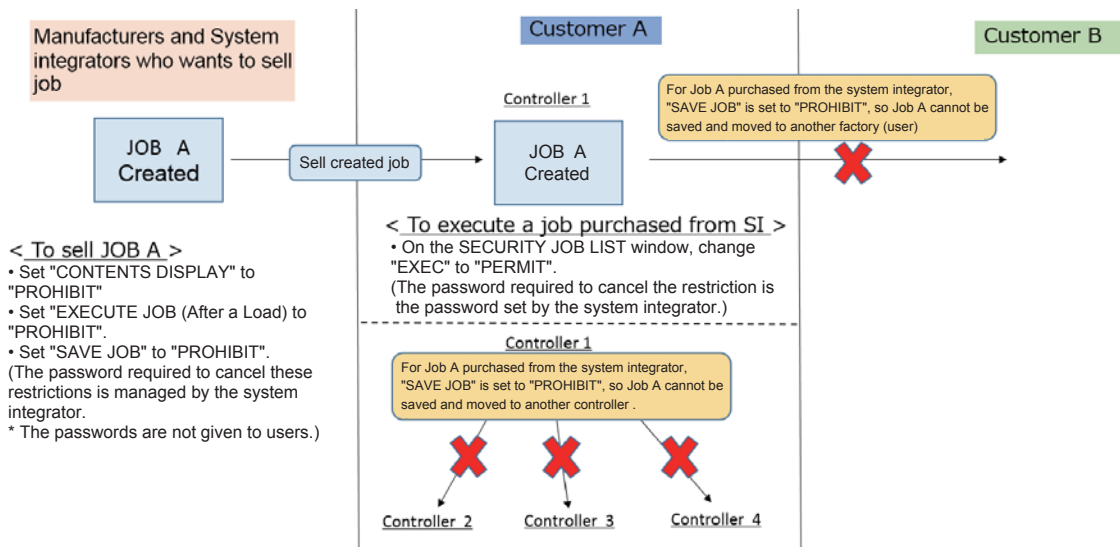 Manufacturers and System
integrators who wants to sell
job
JOB A
Created
Sell created job
< To sell JOB A >
• Set "CONTENTS DISPLAY" to
"PROHIBIT"
• Set "EXECUTE JOB (After a Load) to
"PROHIBIT".
• Set "SAVE JOB" to "PROHIBIT".
(The password required to cancel these
restrictions is managed by the system
integrator.
* The passwords are not given to users.)
Customer A
Controller 1
JOB A
Created
< To execute a job purchased from SI >
• On the SECURITY JOB LIST window, change
"EXEC" to "PERMIT".
(The password required to cancel the restriction is
the password set by the system integrator.)
Controller 1
For Job A purchased from the system integrator,
"SAVE JOB" is set to "PROHIBIT", so Job A cannot be
saved and moved to another controller .
Controller 2
Controller 3
Controller 4
Customer B
For Job A purchased from the system integrator,
"SAVE JOB" is set to "PROHIBIT", so Job A cannot be
saved and moved to another factory (user)